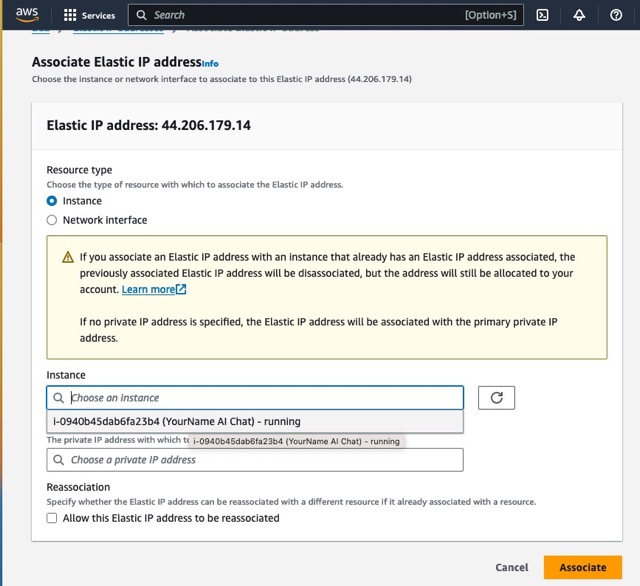 aws
Services
Search
[Option+S]
Associate Elastic IP address Info
Choose the instance or network interface to associate to this Elastic IP address (44.206.179.14)
Elastic IP address: 44.206.179.14
Resource type
Choose the type of resource with which to associate the Elastic IP address.
Instance
Network interface
If you associate an Elastic IP address with an instance that already has an Elastic IP address associated, the
previously associated Elastic IP address will be disassociated, but the address will still be allocated to your
account. Learn more
If no private IP address is specified, the Elastic IP address will be associated with the primary private IP
address.
Instance
Choose an instance
i-0940b45dab6fa23b4 (YourName AI Chat) - running
The private IP address with which
i-0940b45dab6fa23b4 (YourName AI Chat) - running
Choose a private IP address
Reassociation
Specify whether the Elastic IP address can be reassociated with a different resource if it already associated with a resource.
Allow this Elastic IP address to be reassociated
Cancel
Associate